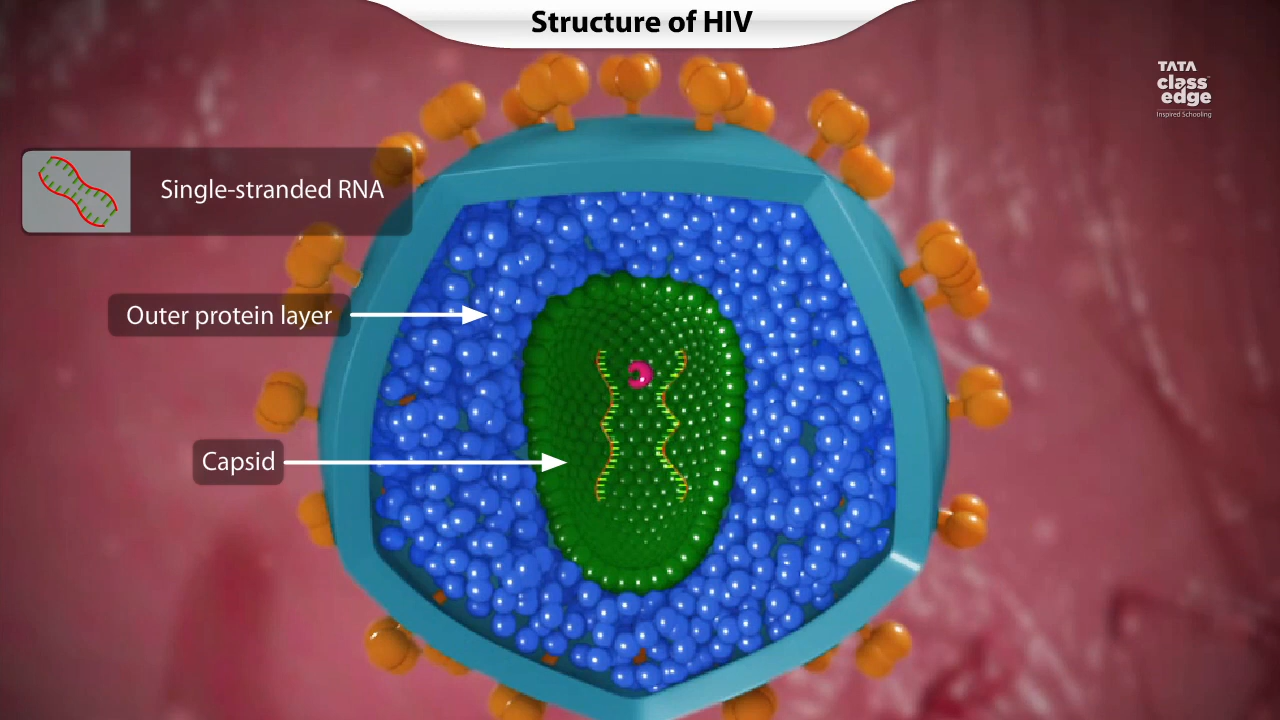 Structure of HIV
TATA
class
edge
Inspired Schooling
Single-stranded RNA
Outer protein layer
Capsid